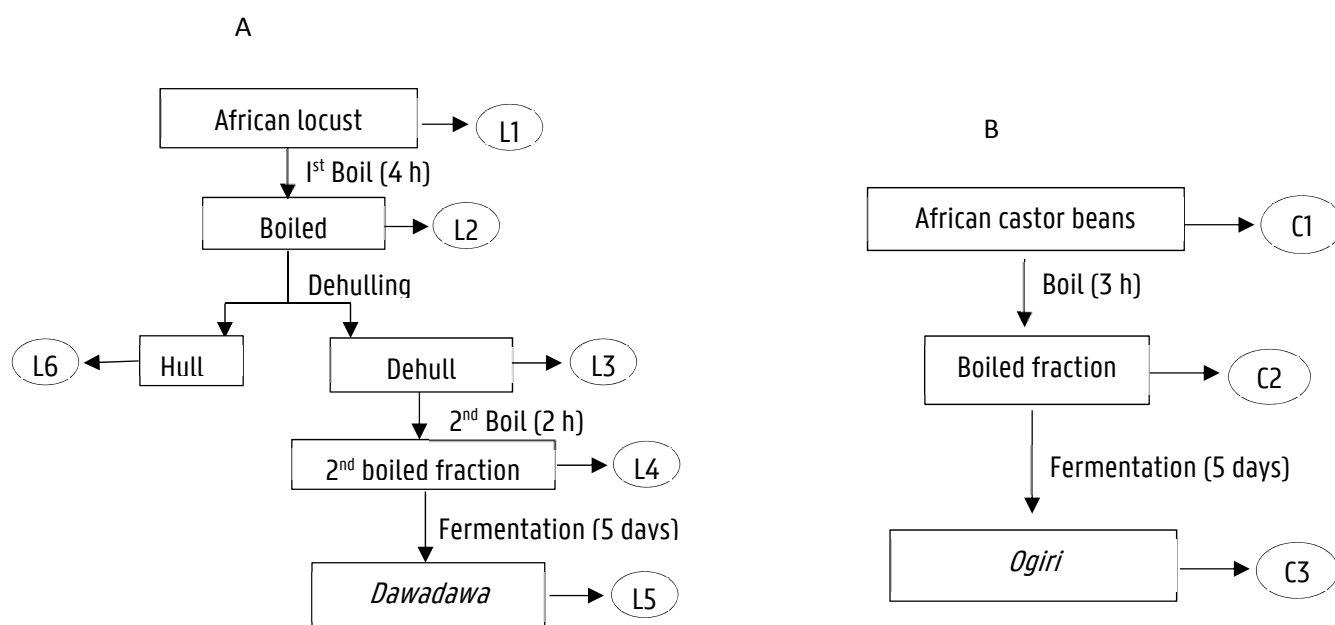 A
African locust
L1
1st Boil (4 h)
Boiled
L2
Dehulling
L6
Hull
Dehull
L3
2nd Boil (2 h)
2nd boiled fraction
L4
Fermentation (5 days)
Dawadawa
L5
B
African castor beans
C1
Boil (3 h)
Boiled fraction
C2
Fermentation (5 days)
Ogiri
C3